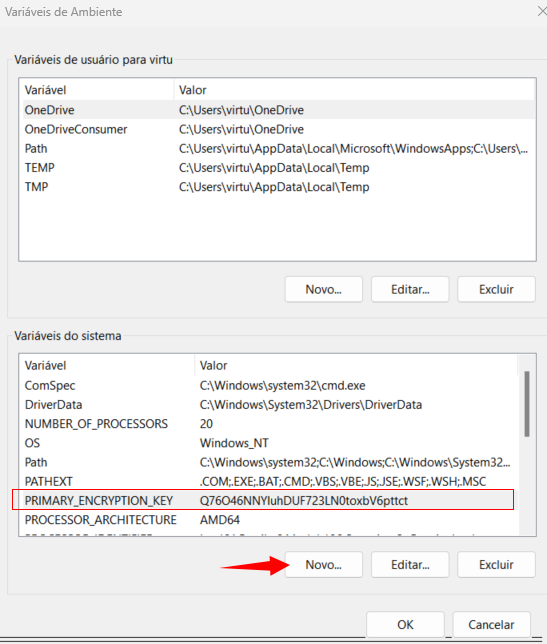 Variáveis de Ambiente
Variáveis de usuário para virtu
Variável Valor
OneDrive C:\Users\virtu\OneDrive
OneDriveConsumer C:\Users\virtu\OneDrive
Path C:\Users\virtu\AppData\Local\Microsoft\WindowsApps;C:\Users\...
TEMP C:\Users\virtu\AppData\Local\Temp
TMP C:\Users\virtu\AppData\Local\Temp
Novo... Editar... Excluir
Variáveis do sistema
Variável Valor
ComSpec C:\Windows\system32\cmd.exe
DriverData C:\Windows\System32\Drivers\DriverData
NUMBER_OF_PROCESSORS 20
OS Windows_NT
Path C:\Windows\system32;C:\Windows;C:\Windows\System32...
PATHEXT .COM;.EXE;.BAT;.CMD;.VBS;.VBE;.JS;.JSE;.WSF;.WSH;.MSC
PRIMARY_ENCRYPTION_KEY Q76O46NNYIuhDUF723LN0toxbV6pttct
PROCESSOR_ARCHITECTURE AMD64
Novo... Editar... Excluir
OK Cancelar